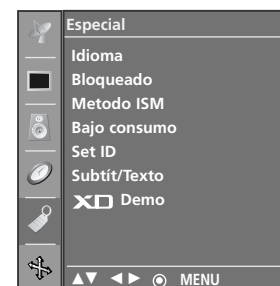 Especial
Idioma
Bloqueado
Metodo ISM
Bajo consumo
Set ID
Subtít/Texto
XD Demo
MENU